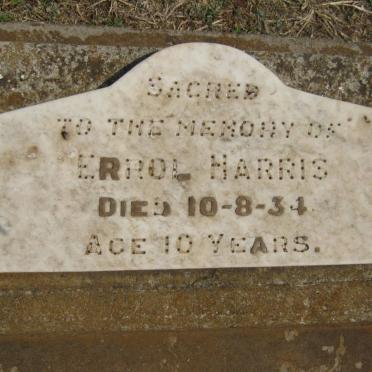 SACRED
TO THE MEMORY OF
ERROL HARRIS
DIED 10-8-34
AGE 10 YEARS.